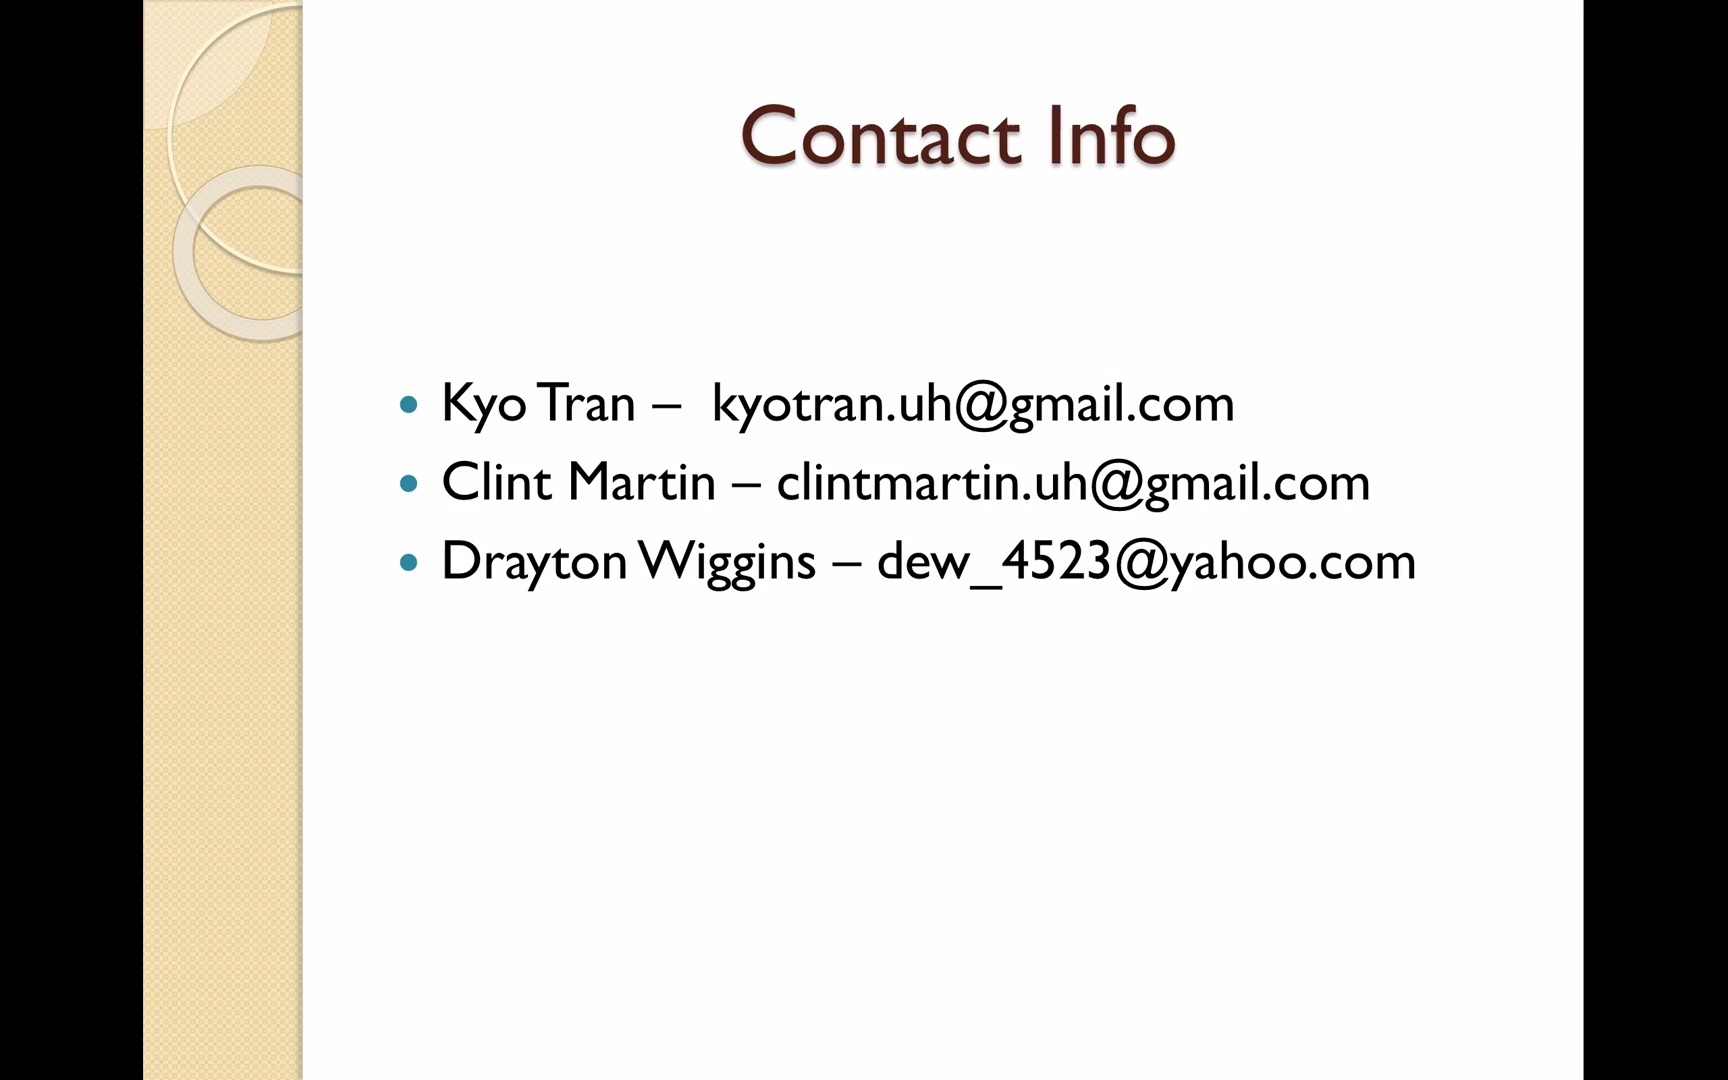 Contact Info
• Kyo Tran – kyotran.uh@gmail.com
• Clint Martin – clintmartin.uh@gmail.com
• Drayton Wiggins – dew_4523@yahoo.com